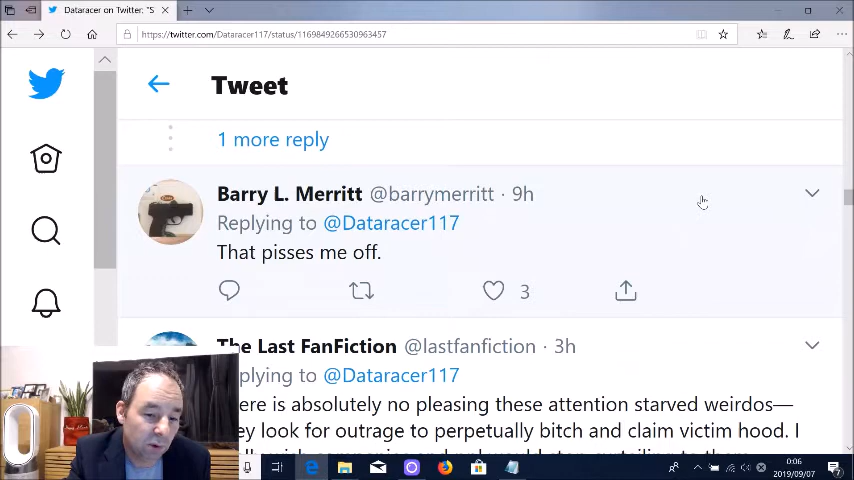 Dataracer on Twitter: "S
https://twitter.com/Dataracer117/status/1169849266530963457
Tweet
1 more reply
Barry L. Merritt @barrymerritt · 9h
Replying to @Dataracer117
That pisses me off.
3
The Last FanFiction @lastfanfiction · 3h
eplying to @Dataracer117
ere is absolutely no pleasing these attention starved weirdos—
ey look for outrage to perpetually bitch and claim victim hood. I
0:06
2019/09/07